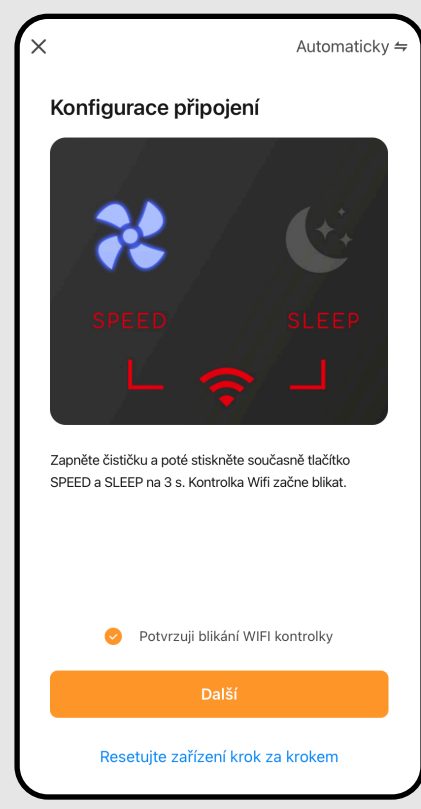 Automaticky ⇋
Konfigurace připojení
SPEED SLEEP
Zapněte čističku a poté stiskněte současně tlačítko
SPEED a SLEEP na 3 s. Kontrolka Wifi začne blikat.
Potvrzuji blikání WIFI kontrolky
Další
Resetujte zařízení krok za krokem